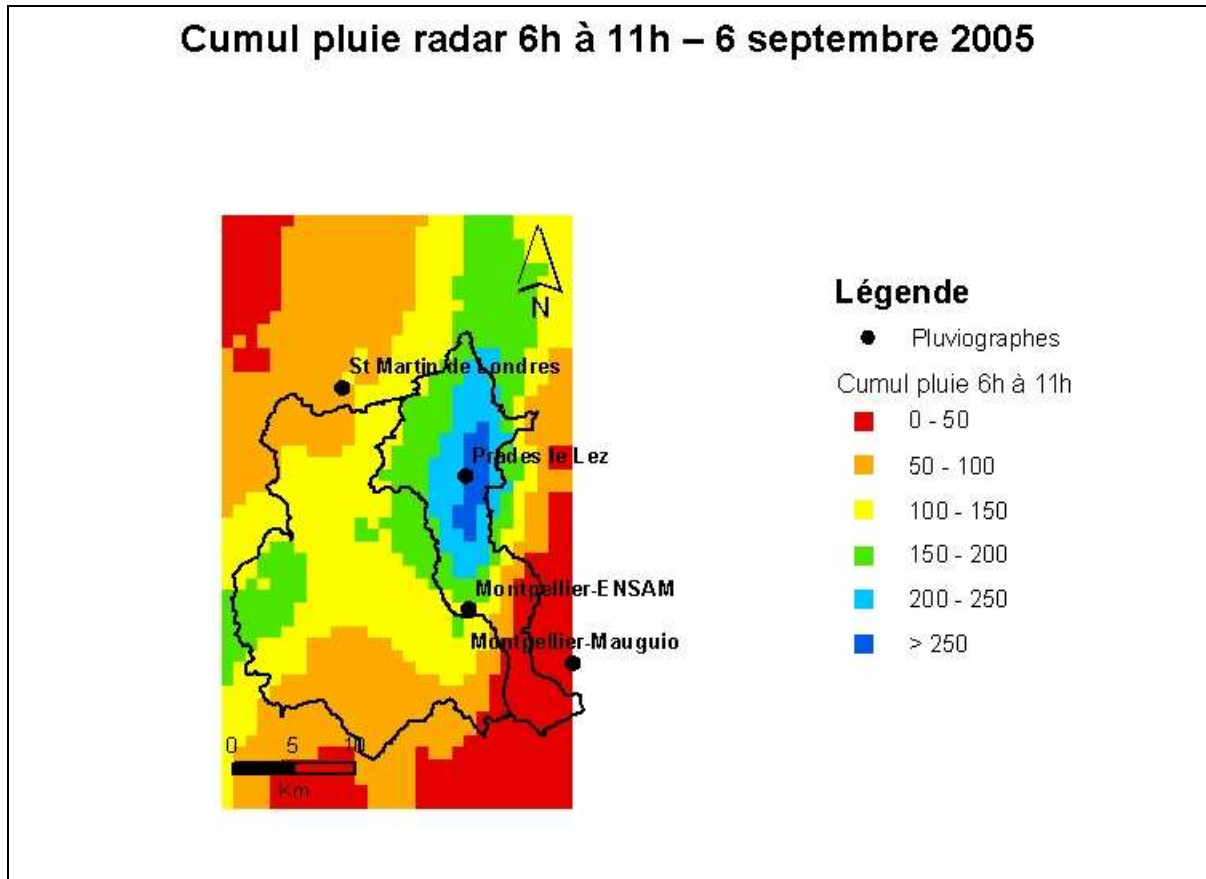 Cumul pluie radar 6h à 11h – 6 septembre 2005
N
St Martin de Londres
Prades le Lez
Montpellier-ENSAM
Montpellier-Mauguio
0 5 10
Km
Légende
Pluviographes
Cumul pluie 6h à 11h
0 - 50
50 - 100
100 - 150
150 - 200
200 - 250
> 250